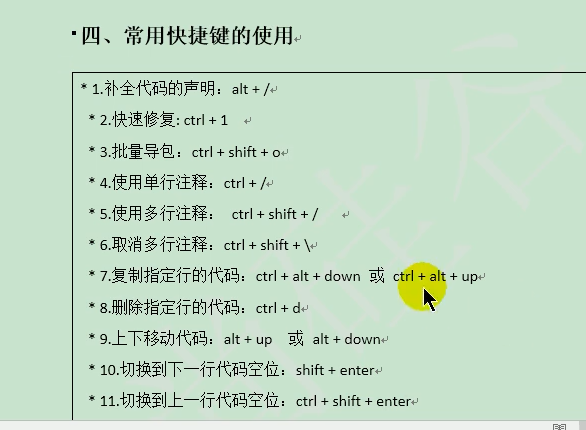 四、常用快捷键的使用
* 1.补全代码的声明：alt + /
* 2.快速修复: ctrl + 1
* 3.批量导包：ctrl + shift + o
* 4.使用单行注释：ctrl + /
* 5.使用多行注释： ctrl + shift + /
* 6.取消多行注释：ctrl + shift + \
* 7.复制指定行的代码：ctrl + alt + down 或 ctrl + alt + up
* 8.删除指定行的代码：ctrl + d
* 9.上下移动代码：alt + up 或 alt + down
* 10.切换到下一行代码空位：shift + enter
* 11.切换到上一行代码空位：ctrl + shift + enter